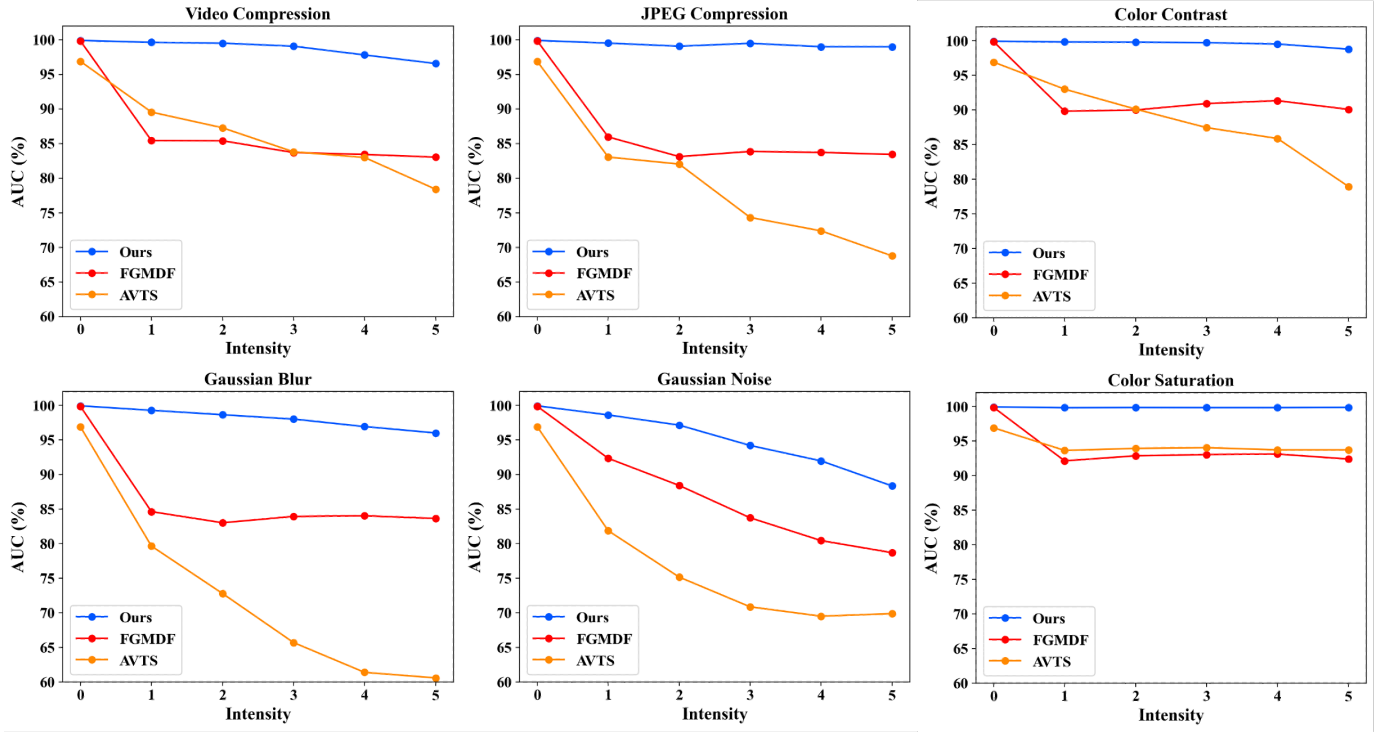 Video Compression
100
95
90
85
80
75
70
65
60
AUC (%)
Ours
FGMDF
AVTS
0 1 2 3 4 5
Intensity
JPEG Compression
100
95
90
85
80
75
70
65
60
AUC (%)
Ours
FGMDF
AVTS
0 1 2 3 4 5
Intensity
Color Contrast
100
95
90
85
80
75
70
65
60
AUC (%)
Ours
FGMDF
AVTS
0 1 2 3 4 5
Intensity
Gaussian Blur
100
95
90
85
80
75
70
65
60
AUC (%)
Ours
FGMDF
AVTS
0 1 2 3 4 5
Intensity
Gaussian Noise
100
95
90
85
80
75
70
65
60
AUC (%)
Ours
FGMDF
AVTS
0 1 2 3 4 5
Intensity
Color Saturation
100
95
90
85
80
75
70
65
60
AUC (%)
Ours
FGMDF
AVTS
0 1 2 3 4 5
Intensity